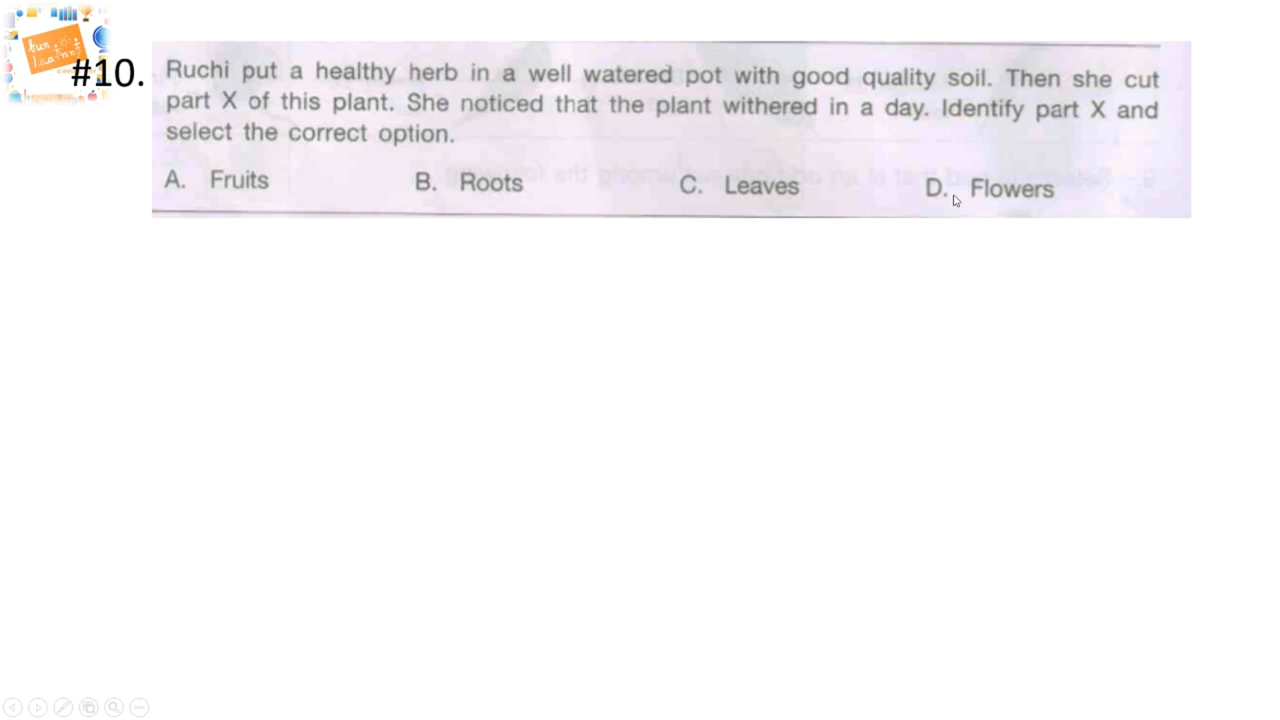 fun
Learning
#10.
Ruchi put a healthy herb in a well watered pot with good quality soil. Then she cut
part X of this plant. She noticed that the plant withered in a day. Identify part X and
select the correct option.
A. Fruits B. Roots C. Leaves D. Flowers